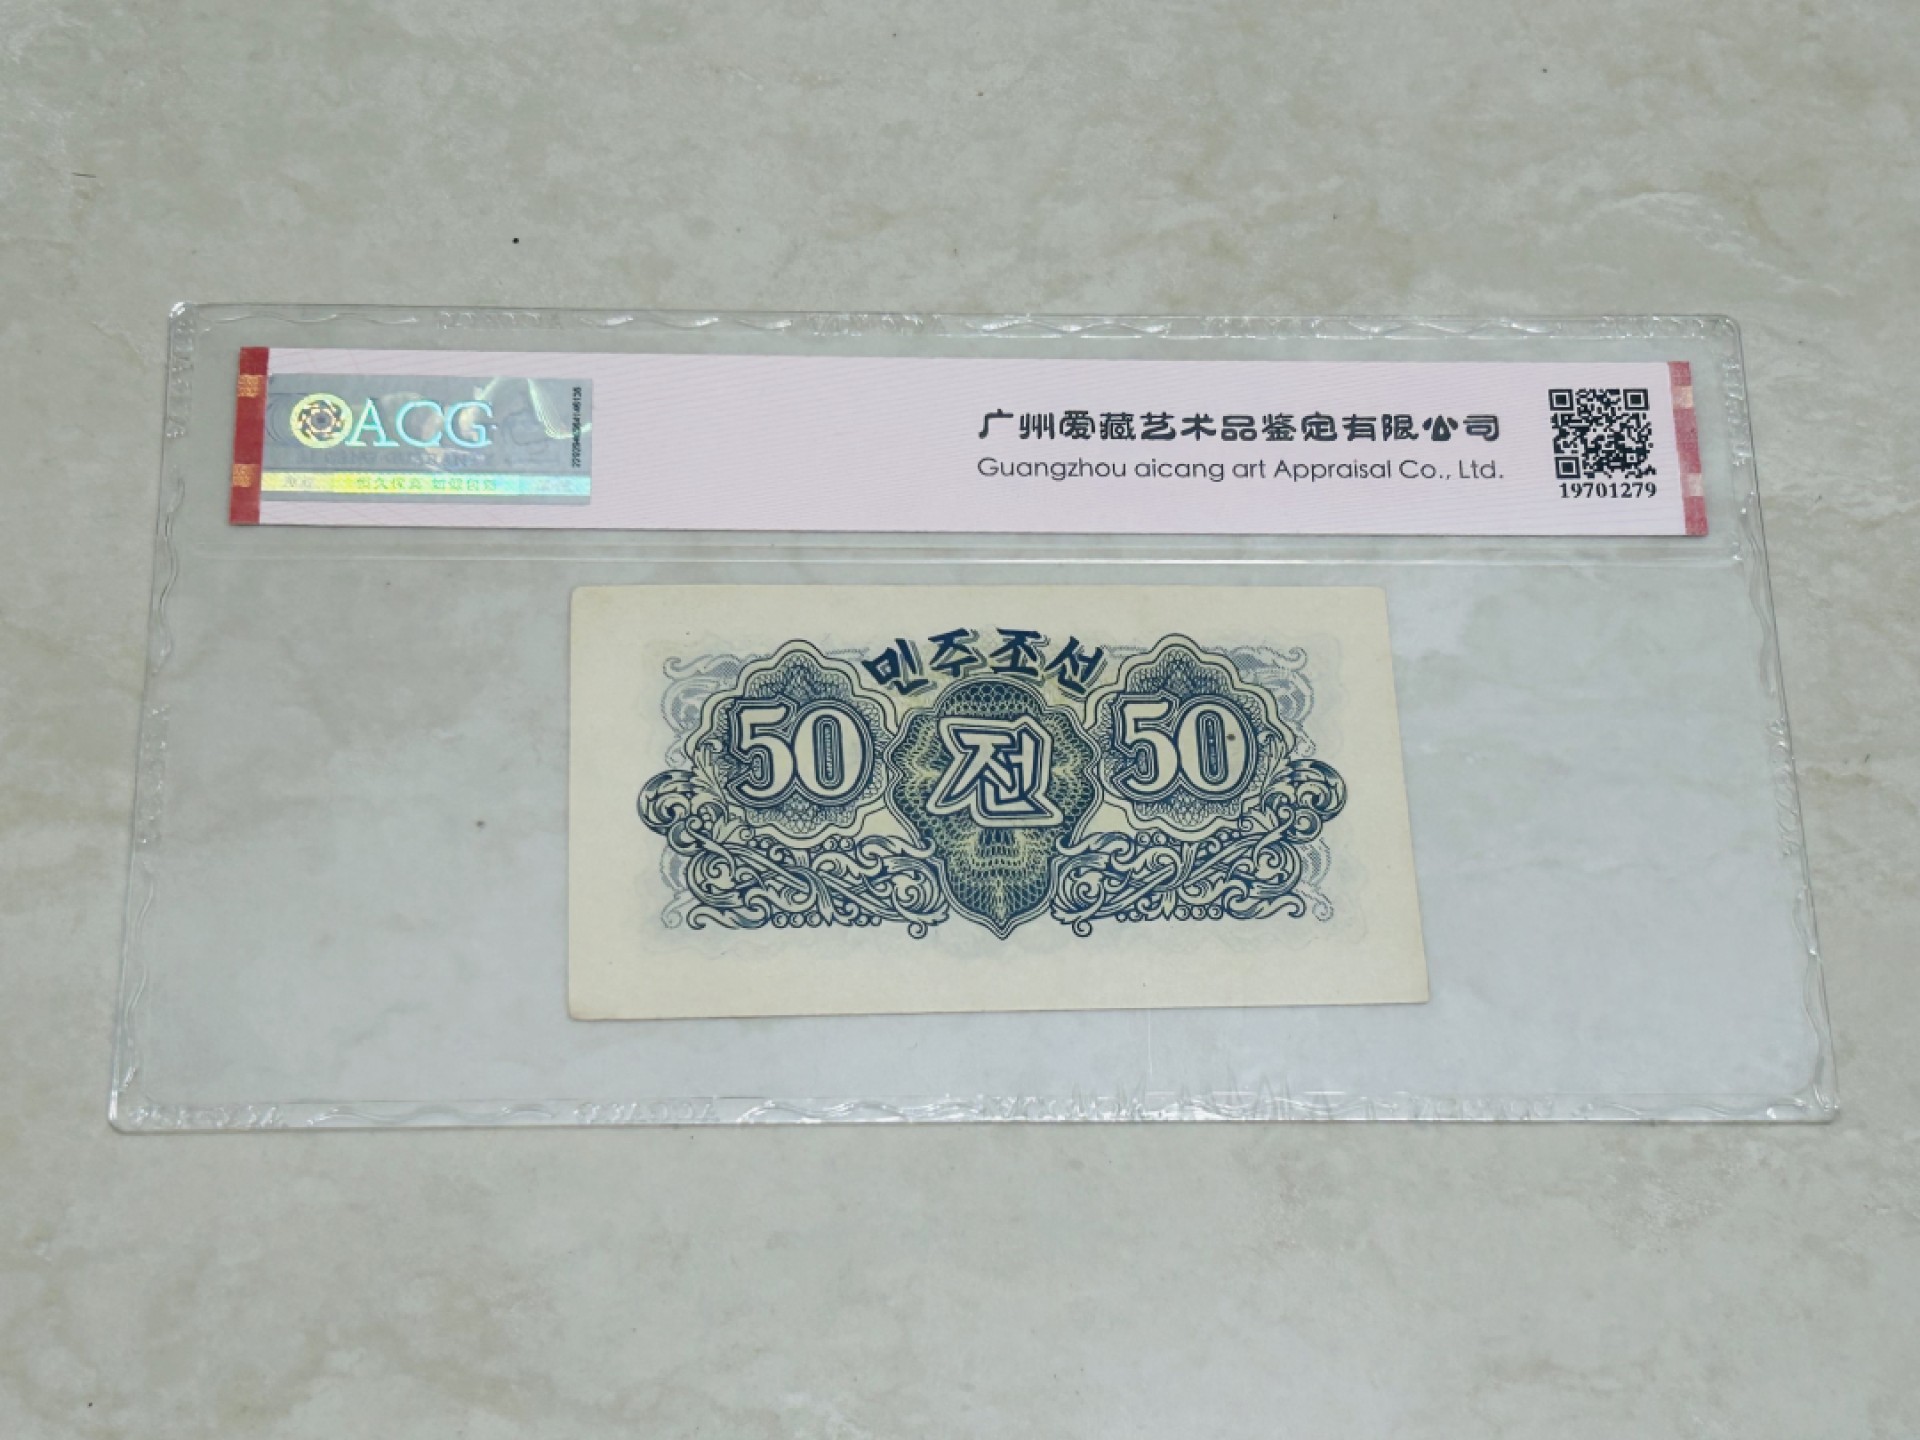 ACG
广州爱藏艺术品鉴定有限公司
Guangzhou aicang art Appraisal Co., Ltd.
19701279
민주조선
50 전 50